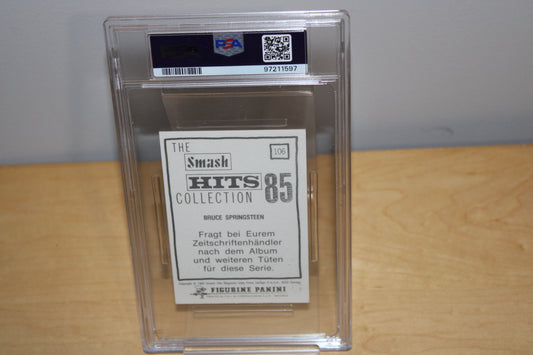 PSA
97211597
THE
Smash
106
HITS
COLLECTION 85
BRUCE SPRINGSTEEN
Fragt bei Eurem
Zeitschriftenhändler
nach dem Album
und weiteren Tüten
für diese Serie.
FIGURINE PANINI